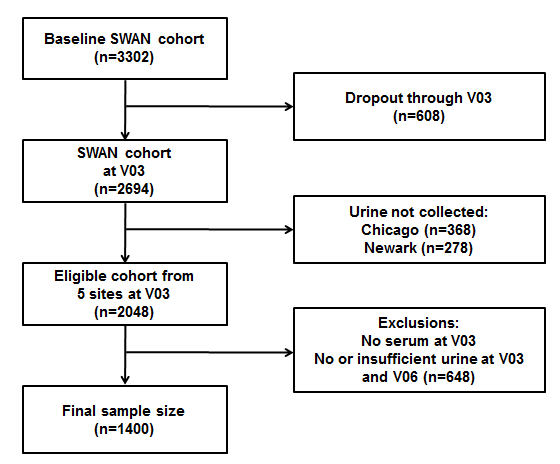 Baseline SWAN cohort
(n=3302)
Dropout through V03
(n=608)
SWAN cohort
at V03
(n=2694)
Urine not collected:
Chicago (n=368)
Newark (n=278)
Eligible cohort from
5 sites at V03
(n=2048)
Exclusions:
No serum at V03
No or insufficient urine at V03
and V06 (n=648)
Final sample size
(n=1400)